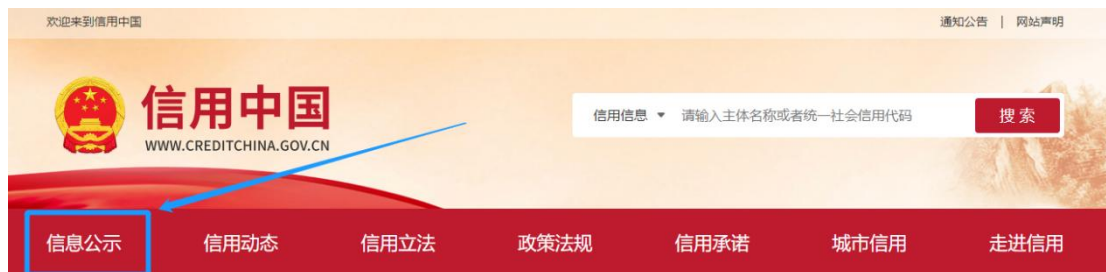 欢迎来到信用中国
通知公告 | 网站声明
信用中国
WWW.CREDITCHINA.GOV.CN
信用信息 请输入主体名称或者统一社会信用代码 搜索
信息公示 信用动态 信用立法 政策法规 信用承诺 城市信用 走进信用